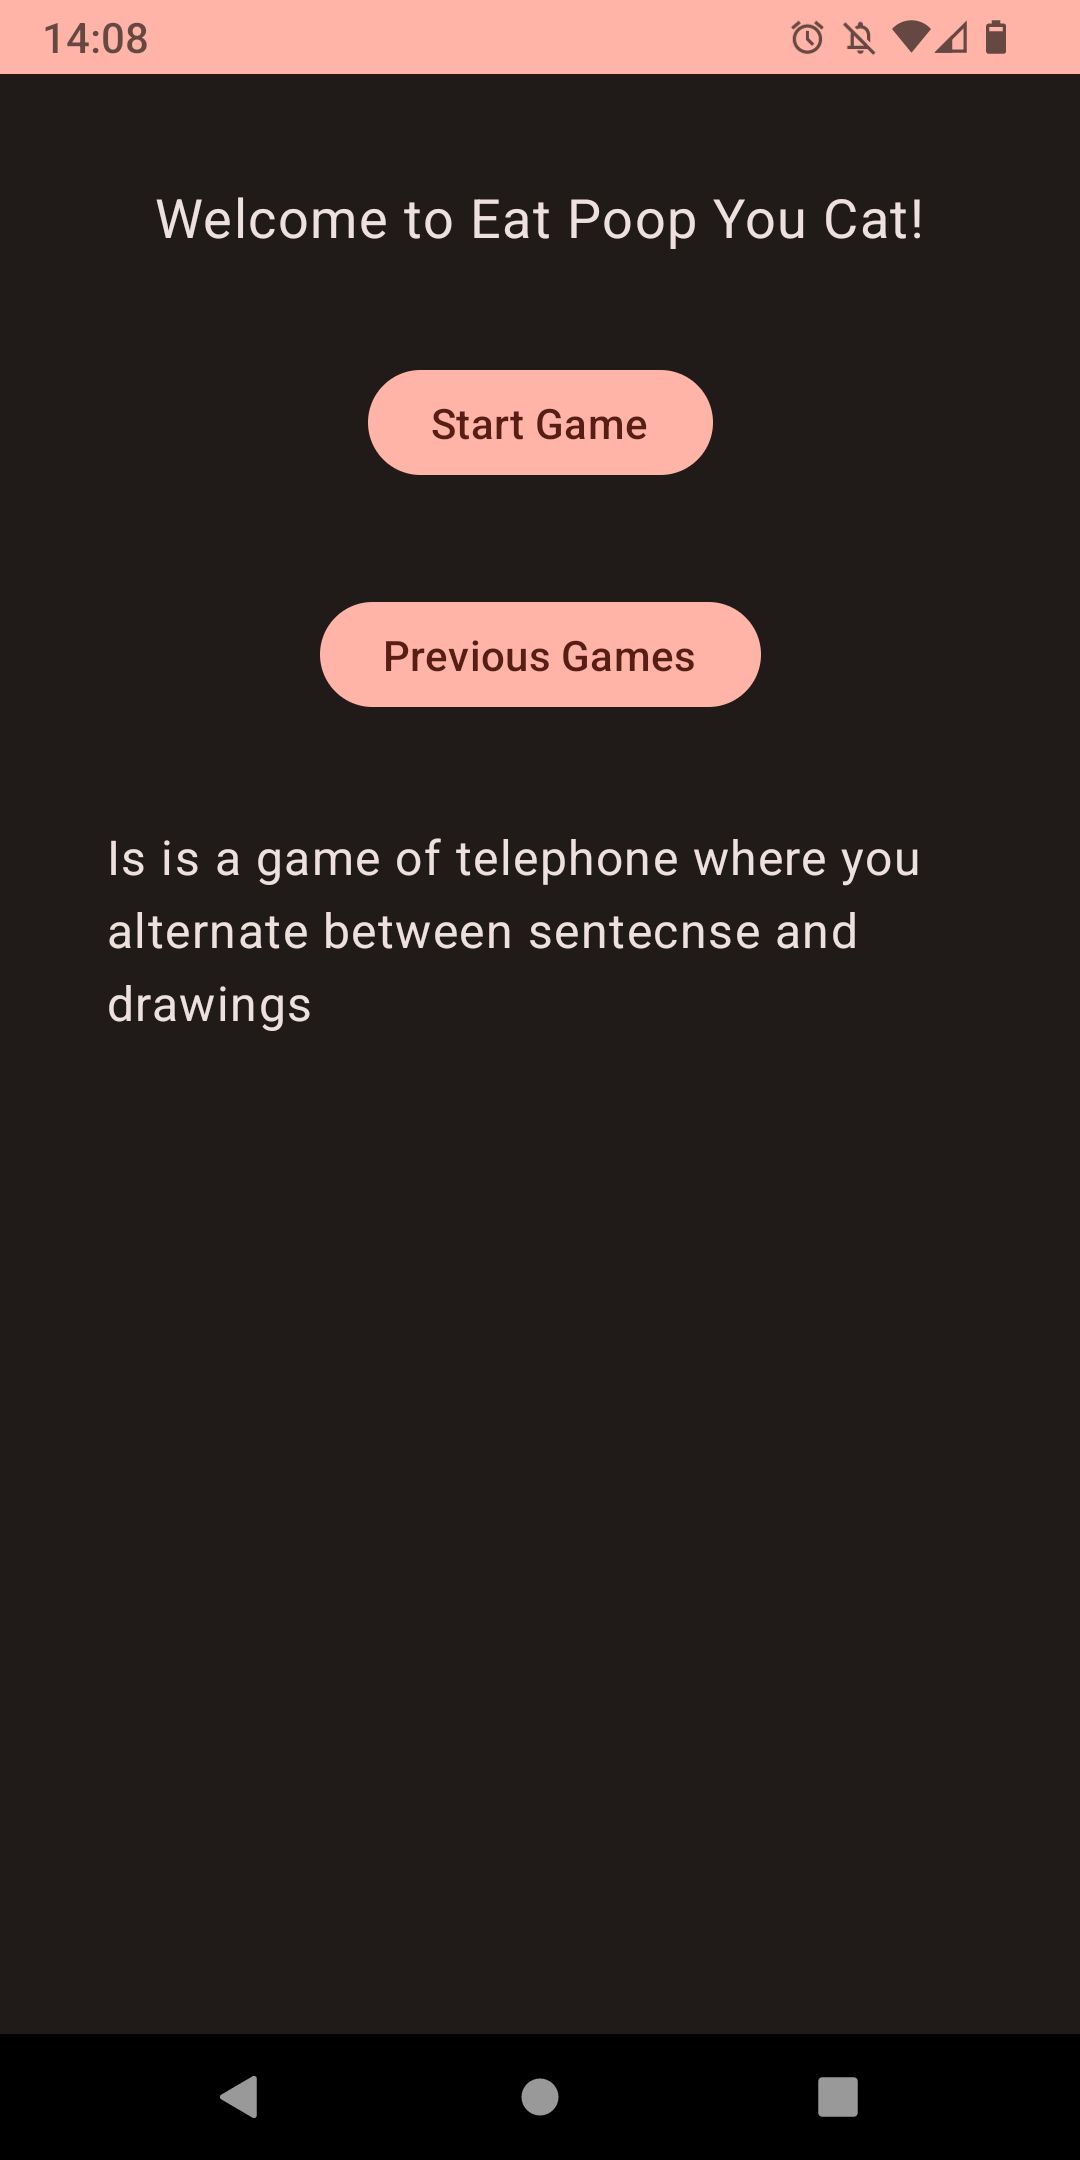 14:08
Welcome to Eat Poop You Cat!
Start Game
Previous Games
Is is a game of telephone where you
alternate between sentecnse and
drawings